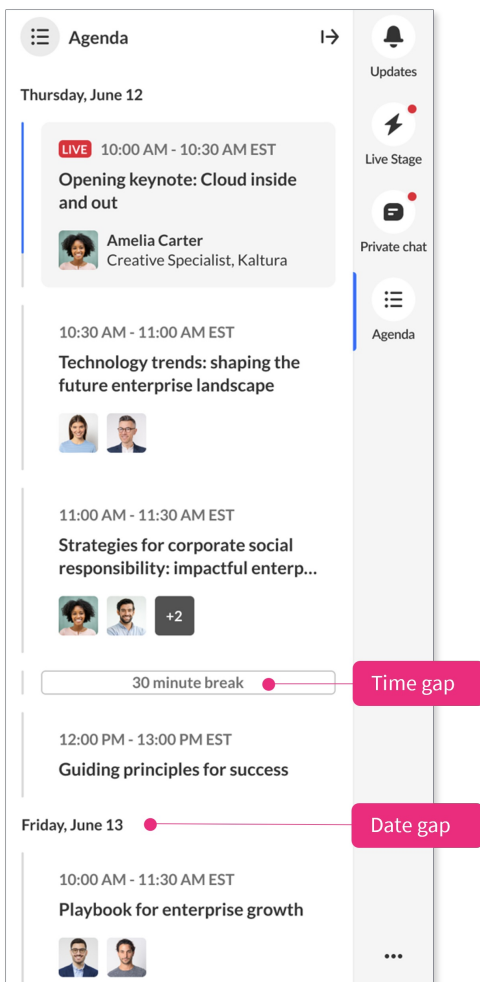 Agenda
Updates
Thursday, June 12
LIVE 10:00 AM - 10:30 AM EST
Opening keynote: Cloud inside
and out
Amelia Carter
Creative Specialist, Kaltura
Live Stage
Private chat
Agenda
10:30 AM - 11:00 AM EST
Technology trends: shaping the
future enterprise landscape
11:00 AM - 11:30 AM EST
Strategies for corporate social
responsibility: impactful enterp...
+2
30 minute break
Time gap
12:00 PM - 13:00 PM EST
Guiding principles for success
Friday, June 13
Date gap
10:00 AM - 11:30 AM EST
Playbook for enterprise growth